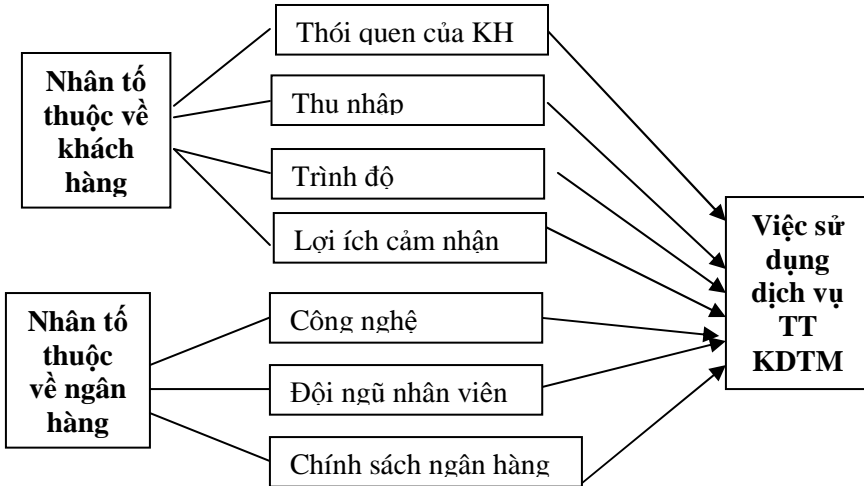 Thói quen của KH
Nhân tố
thuộc về
khách
hàng
Thu nhập
Trình độ
Lợi ích cảm nhận
Việc sử
dụng
dịch vụ
TT
KDTM
Nhân tố
thuộc
về ngân
hàng
Công nghệ
Đội ngũ nhân viên
Chính sách ngân hàng